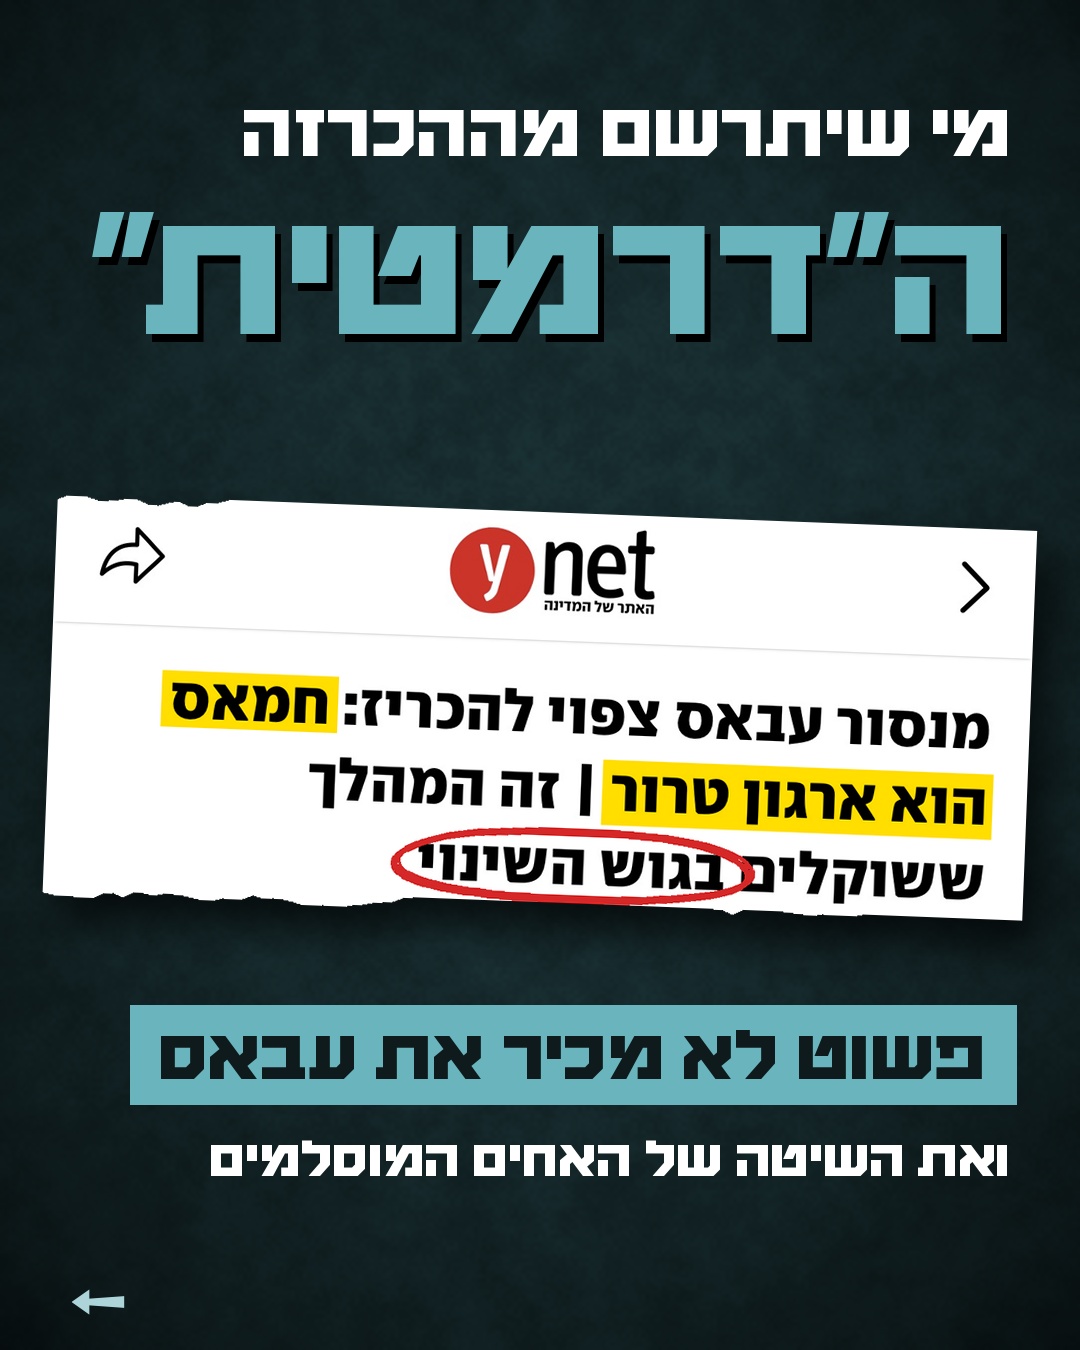 מי שיתרשם מההכרזה
ה"דרמטית"
ynet
האתר של המדינה
מנסור עבאס צפוי להכריז: חמאס
הוא ארגון טרור | זה המהלך
ששוקלים בגוש השינוי
פשוט לא מכיר את עבאס
ואת השיטה של האחים המוסלמים